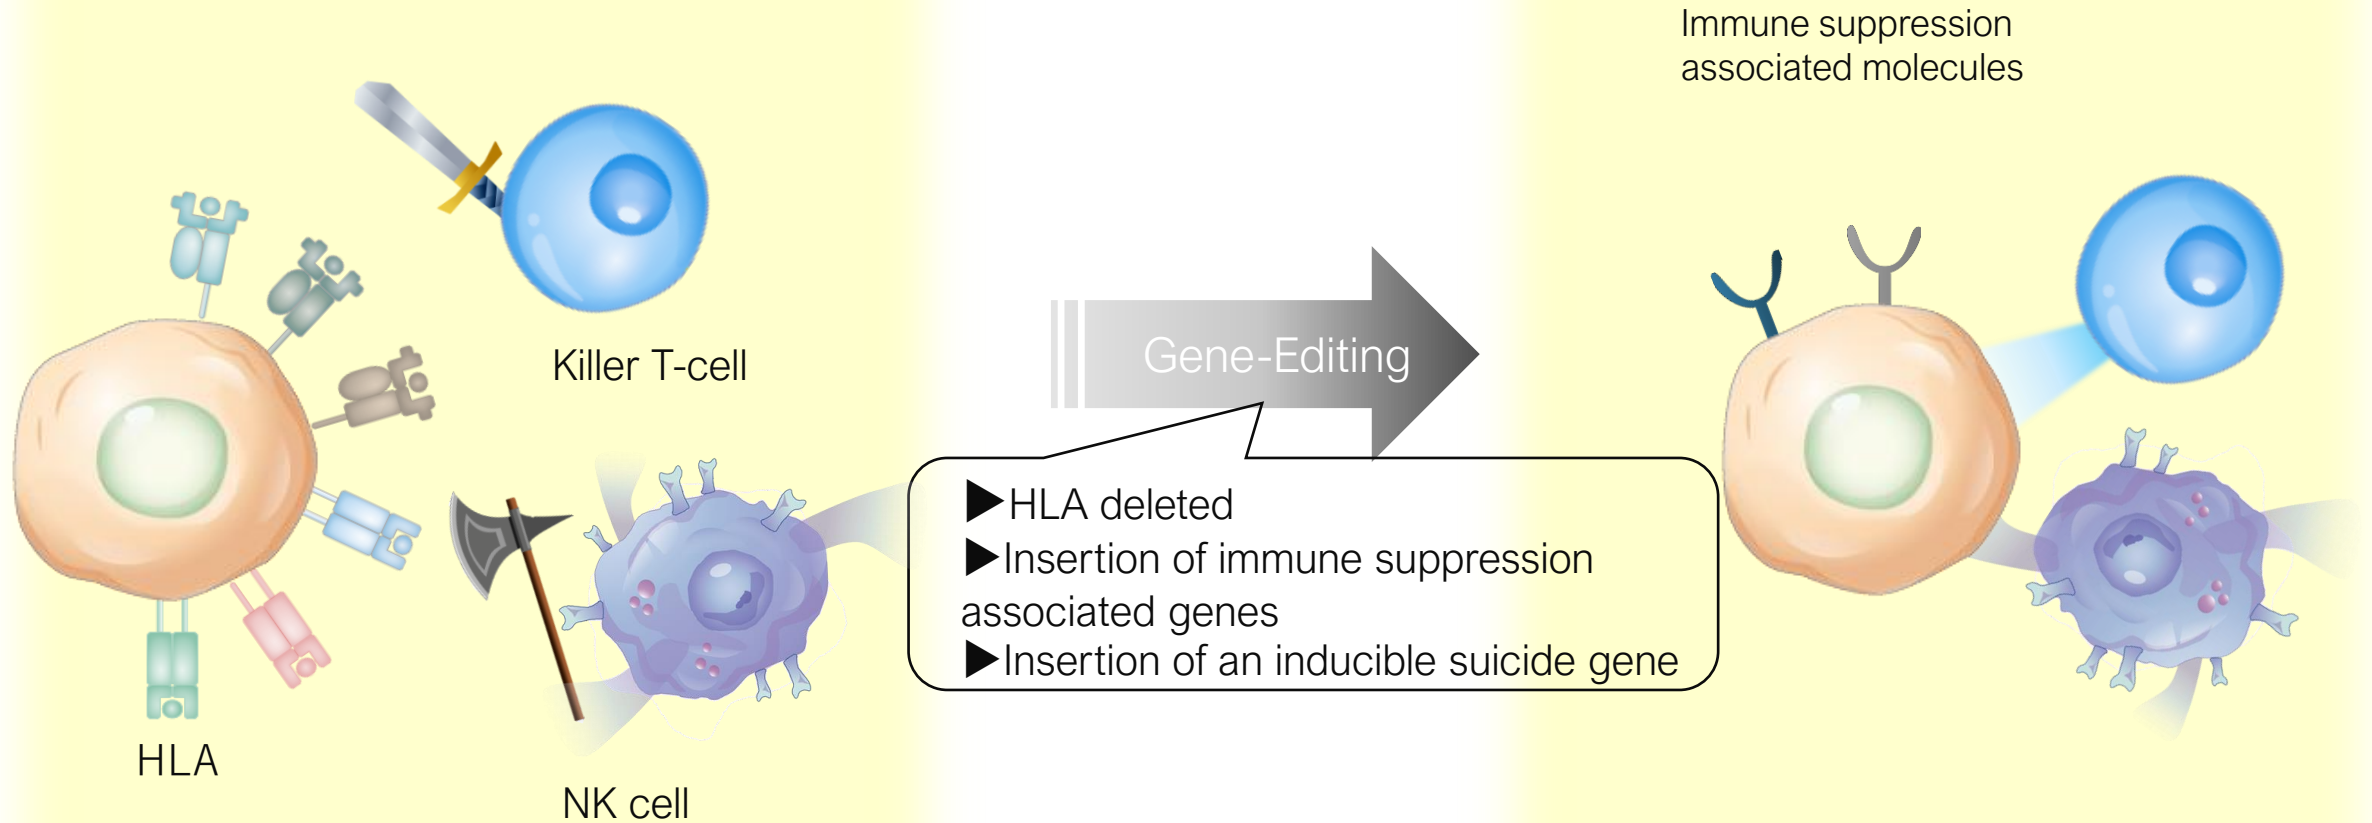 Immune suppression
associated molecules
Killer T-cell
Gene-Editing
▶HLA deleted
▶Insertion of immune suppression
associated genes
▶Insertion of an inducible suicide gene
HLA
NK cell